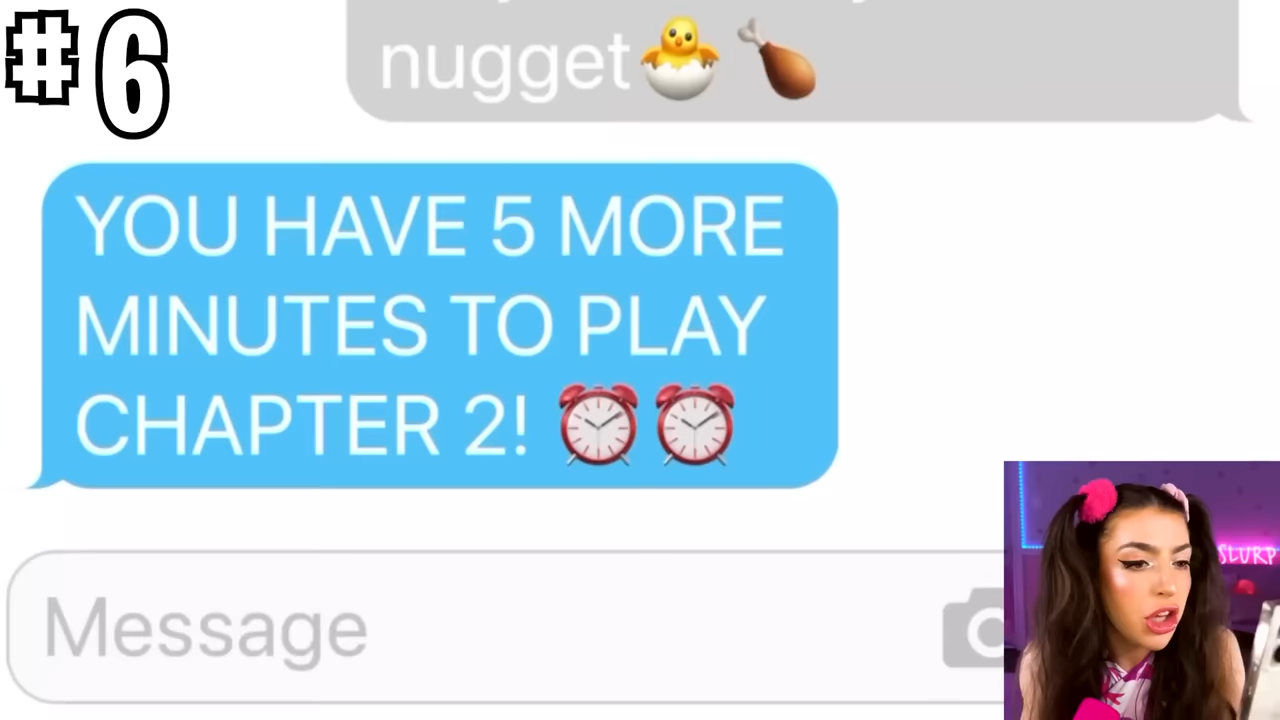 #6
nugget🐣🍗
YOU HAVE 5 MORE
MINUTES TO PLAY
CHAPTER 2! ⏰⏰
Message
SLURP